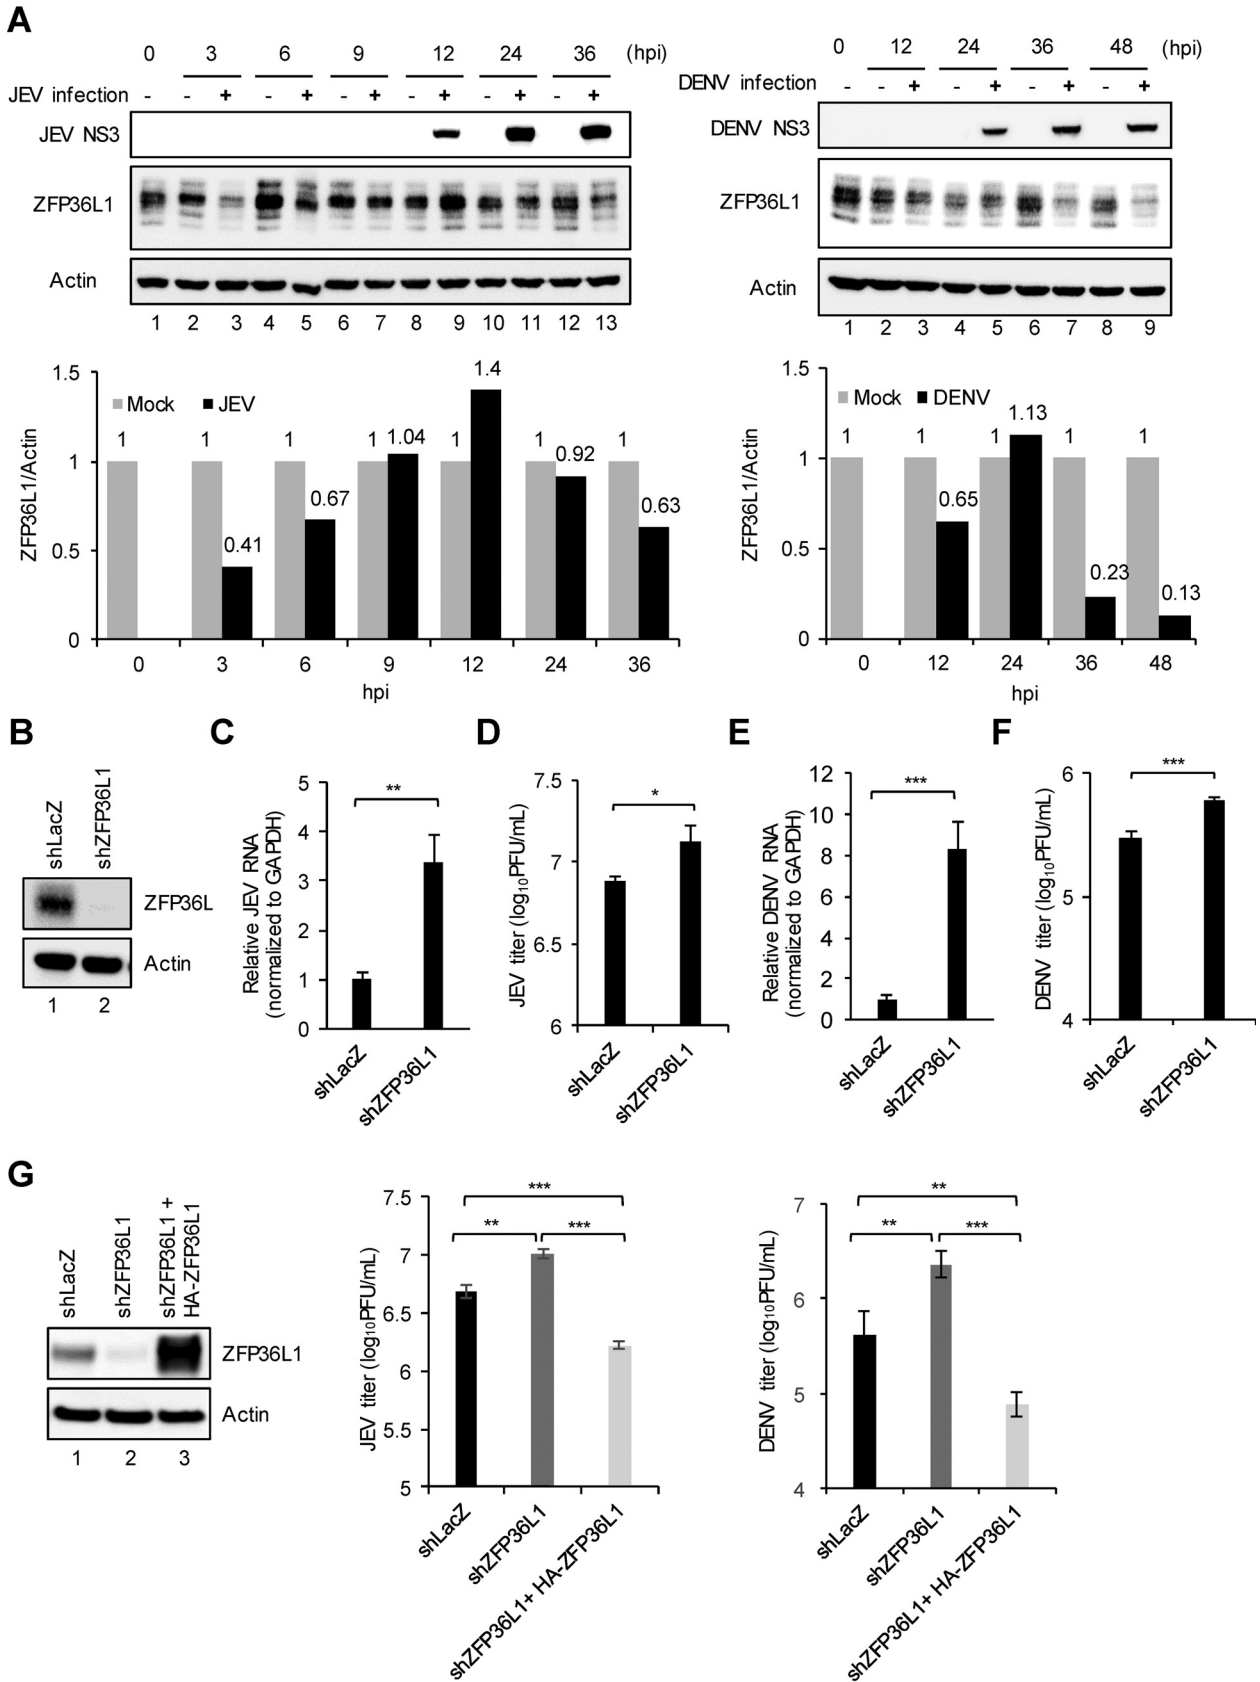 A
0 3 6 9 12 24 36 (hpi)
JEV infection - - + - + - + - + - + - +
JEV NS3
ZFP36L1
Actin
1 2 3 4 5 6 7 8 9 10 11 12 13
0 12 24 36 48 (hpi)
DENV infection - - + - + - + - +
DENV NS3
ZFP36L1
Actin
1 2 3 4 5 6 7 8 9
ZFP36L1/Actin
1.5
1
0.5
0
Mock JEV
1 1 0.41 1 0.67 1 1.04 1 1.4 1 0.92 1 0.63
0 3 6 9 12 24 36
hpi
ZFP36L1/Actin
1.5
1
0.5
0
Mock DENV
1 1 0.65 1 1.13 1 0.23 1 0.13
0 12 24 36 48
hpi
B
shLacZ
shZFP36L1
ZFP36L
Actin
1 2
C
Relative JEV RNA
(normalized to GAPDH)
5
4
3
2
1
0
**
shLacZ
shZFP36L1
D
JEV titer (log10PFU/mL)
7.5
7
6.5
6
*
shLacZ
shZFP36L1
E
Relative DENV RNA
(normalized to GAPDH)
12
10
8
6
4
2
0
***
shLacZ
shZFP36L1
F
DENV titer (log10PFU/mL)
6
5
4
***
shLacZ
shZFP36L1
G
shLacZ
shZFP36L1
shZFP36L1 +
HA-ZFP36L1
ZFP36L1
Actin
1 2 3
JEV titer (log10PFU/mL)
7.5
7
6.5
6
5.5
5
***
** ***
shLacZ
shZFP36L1
shZFP36L1+ HA-ZFP36L1
DENV titer (log10PFU/mL)
7
6
5
4
**
** ***
shLacZ
shZFP36L1
shZFP36L1+ HA-ZFP36L1